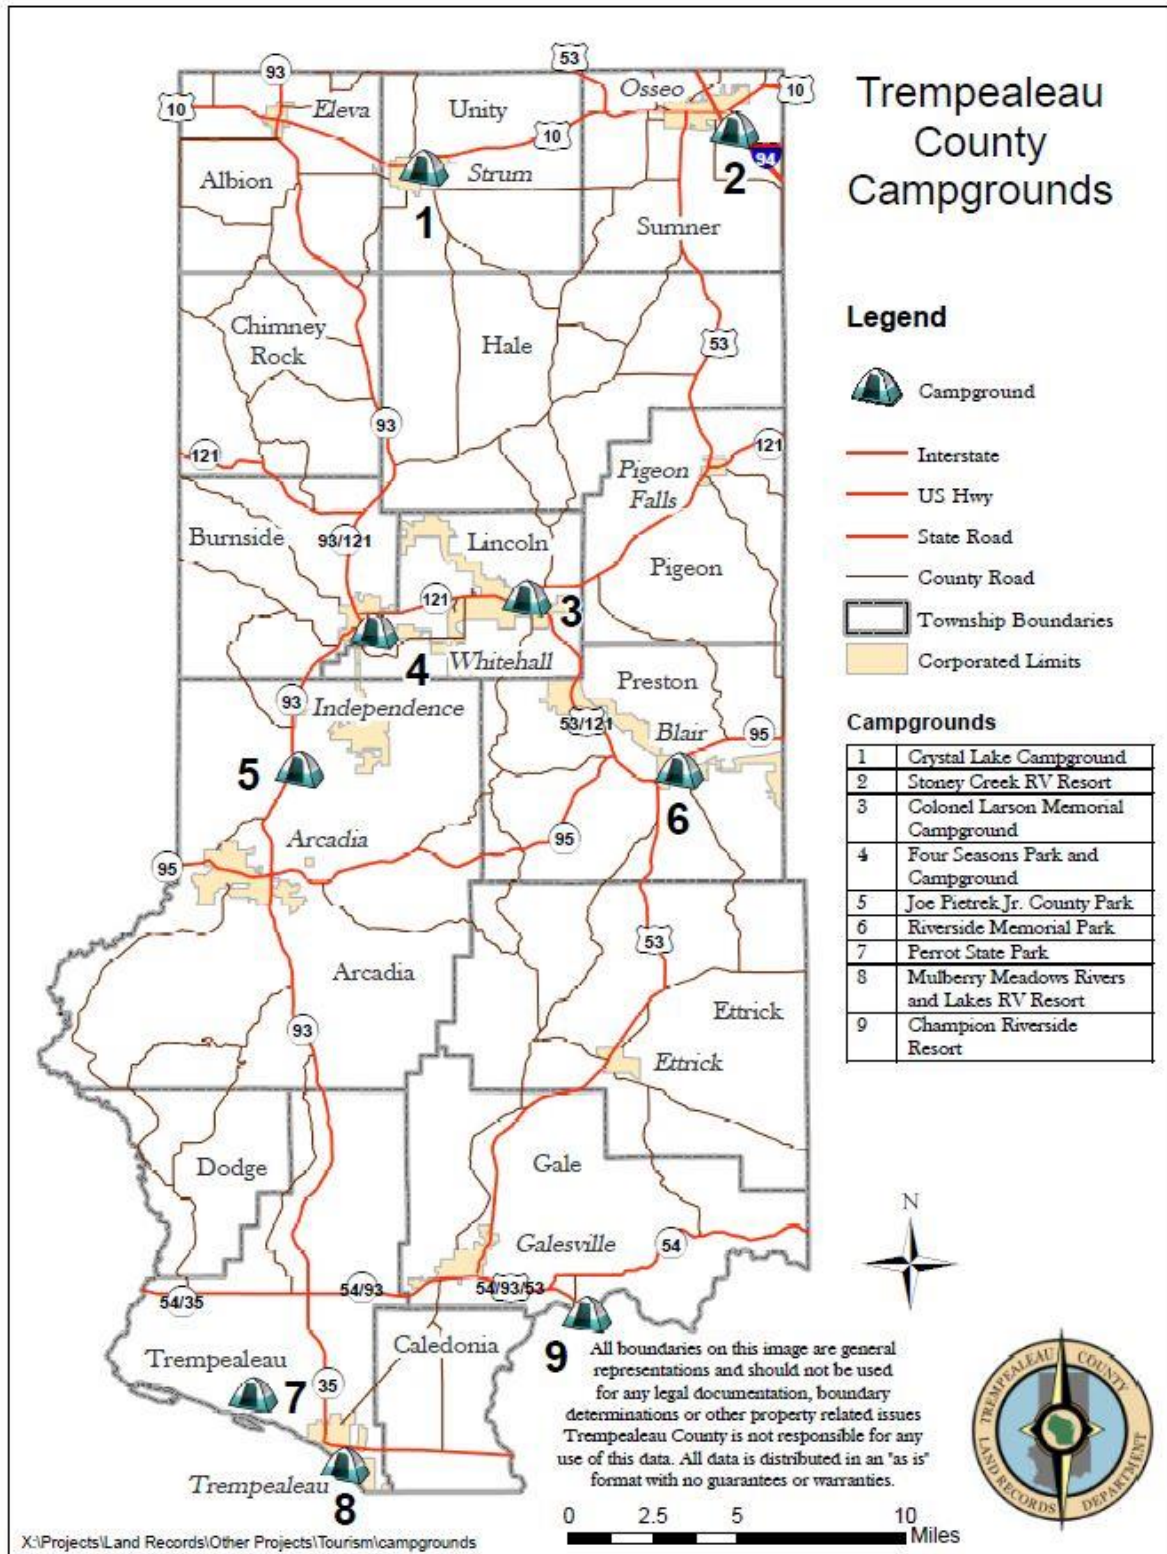 Trempealeau
County
Campgrounds
Legend
Campground
Interstate
US Hwy
State Road
County Road
Township Boundaries
Corporated Limits
Campgrounds
1 Crystal Lake Campground
2 Stoney Creek RV Resort
3 Colonel Larson Memorial
Campground
4 Four Seasons Park and
Campground
5 Joe Pietrek Jr. County Park
6 Riverside Memorial Park
7 Perrot State Park
8 Mulberry Meadows Rivers
and Lakes RV Resort
9 Champion Riverside
Resort
53
93
Osseo
10
10
Eleva
Unity
10
94
Albion
Strum
2
1
Sumner
Chimney
Rock
Hale
53
93
121
121
Pigeon
Falls
Burnside
93/121
Lincoln
Pigeon
121
3
4
Whitehall
Preston
93
Independence
53/121
Blair
95
5
6
Arcadia
95
95
53
Arcadia
Ettrick
93
Ettrick
Dodge
Gale
N
Galesville
54
54/35
54/93
54/93/53
Caledonia
9
Trempealeau
7
35
Trempealeau
8
All boundaries on this image are general
representations and should not be used
for any legal documentation, boundary
determinations or other property related issues
Trempealeau County is not responsible for any
use of this data. All data is distributed in an "as is"
format with no guarantees or warranties.
TREMPEALEAU COUNTY
LAND RECORDS DEPARTMENT
0 2.5 5 10
Miles
X:\Projects\Land Records\Other Projects\Tourism\campgrounds